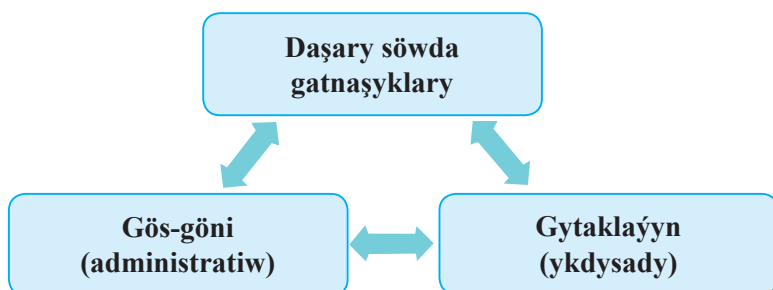 Daşary söwda
gatnaşyklary
Gös-göni
(administratiw)
Gytaklaýyn
(ykdysady)